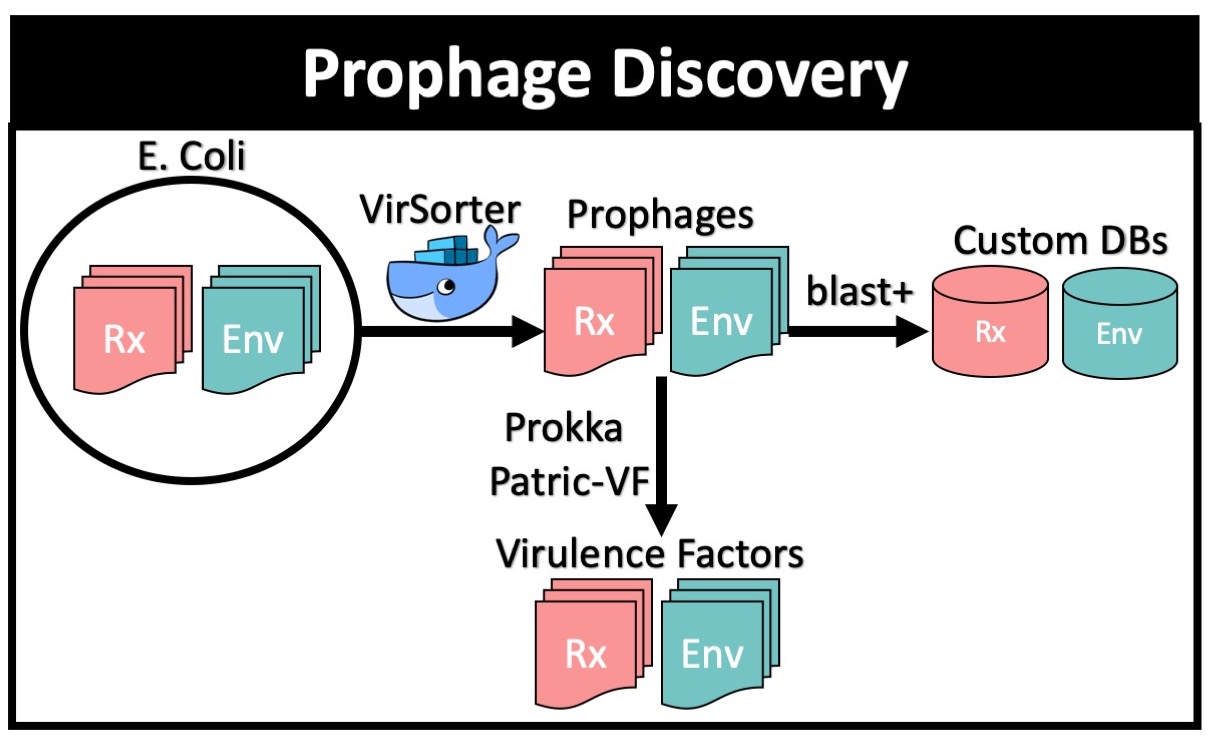 Prophage Discovery
E. Coli
VirSorter
Prophages
Custom DBs
Rx
Env
Rx
Env
blast+
Rx
Env
Prokka
Patric-VF
Virulence Factors
Rx
Env